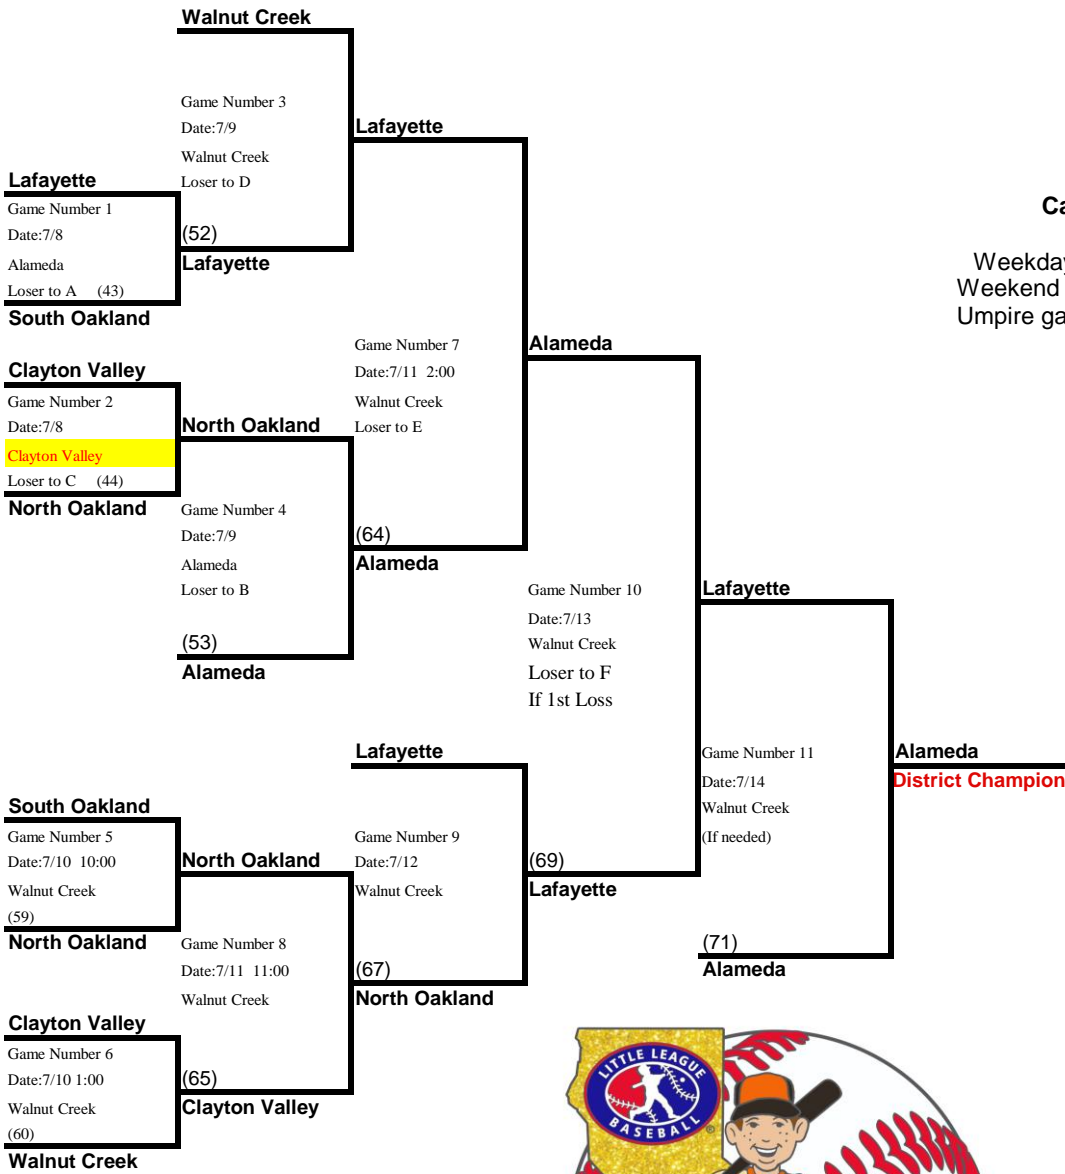 Walnut Creek
Game Number 3
Date:7/9
Walnut Creek
Loser to D
Lafayette
Lafayette
Game Number 1
Date:7/8
Alameda
Loser to A (43)
South Oakland
(52)
Lafayette
Ca
Weekday
Weekend
Umpire ga
Clayton Valley
Game Number 2
Date:7/8
Clayton Valley
Loser to C (44)
North Oakland
North Oakland
Game Number 7
Date:7/11 2:00
Walnut Creek
Loser to E
Alameda
Game Number 4
Date:7/9
Alameda
Loser to B
(53)
Alameda
(64)
Alameda
Game Number 10
Date:7/13
Walnut Creek
Loser to F
If 1st Loss
Lafayette
Lafayette
Game Number 11
Date:7/14
Walnut Creek
(If needed)
Alameda
District Champion
South Oakland
Game Number 5
Date:7/10 10:00
Walnut Creek
(59)
North Oakland
North Oakland
Game Number 9
Date:7/12
Walnut Creek
(69)
Lafayette
Game Number 8
Date:7/11 11:00
Walnut Creek
(67)
North Oakland
(71)
Alameda
Clayton Valley
Game Number 6
Date:7/10 1:00
Walnut Creek
(60)
Walnut Creek
(65)
Clayton Valley
LITTLE LEAGUE
BASEBALL®